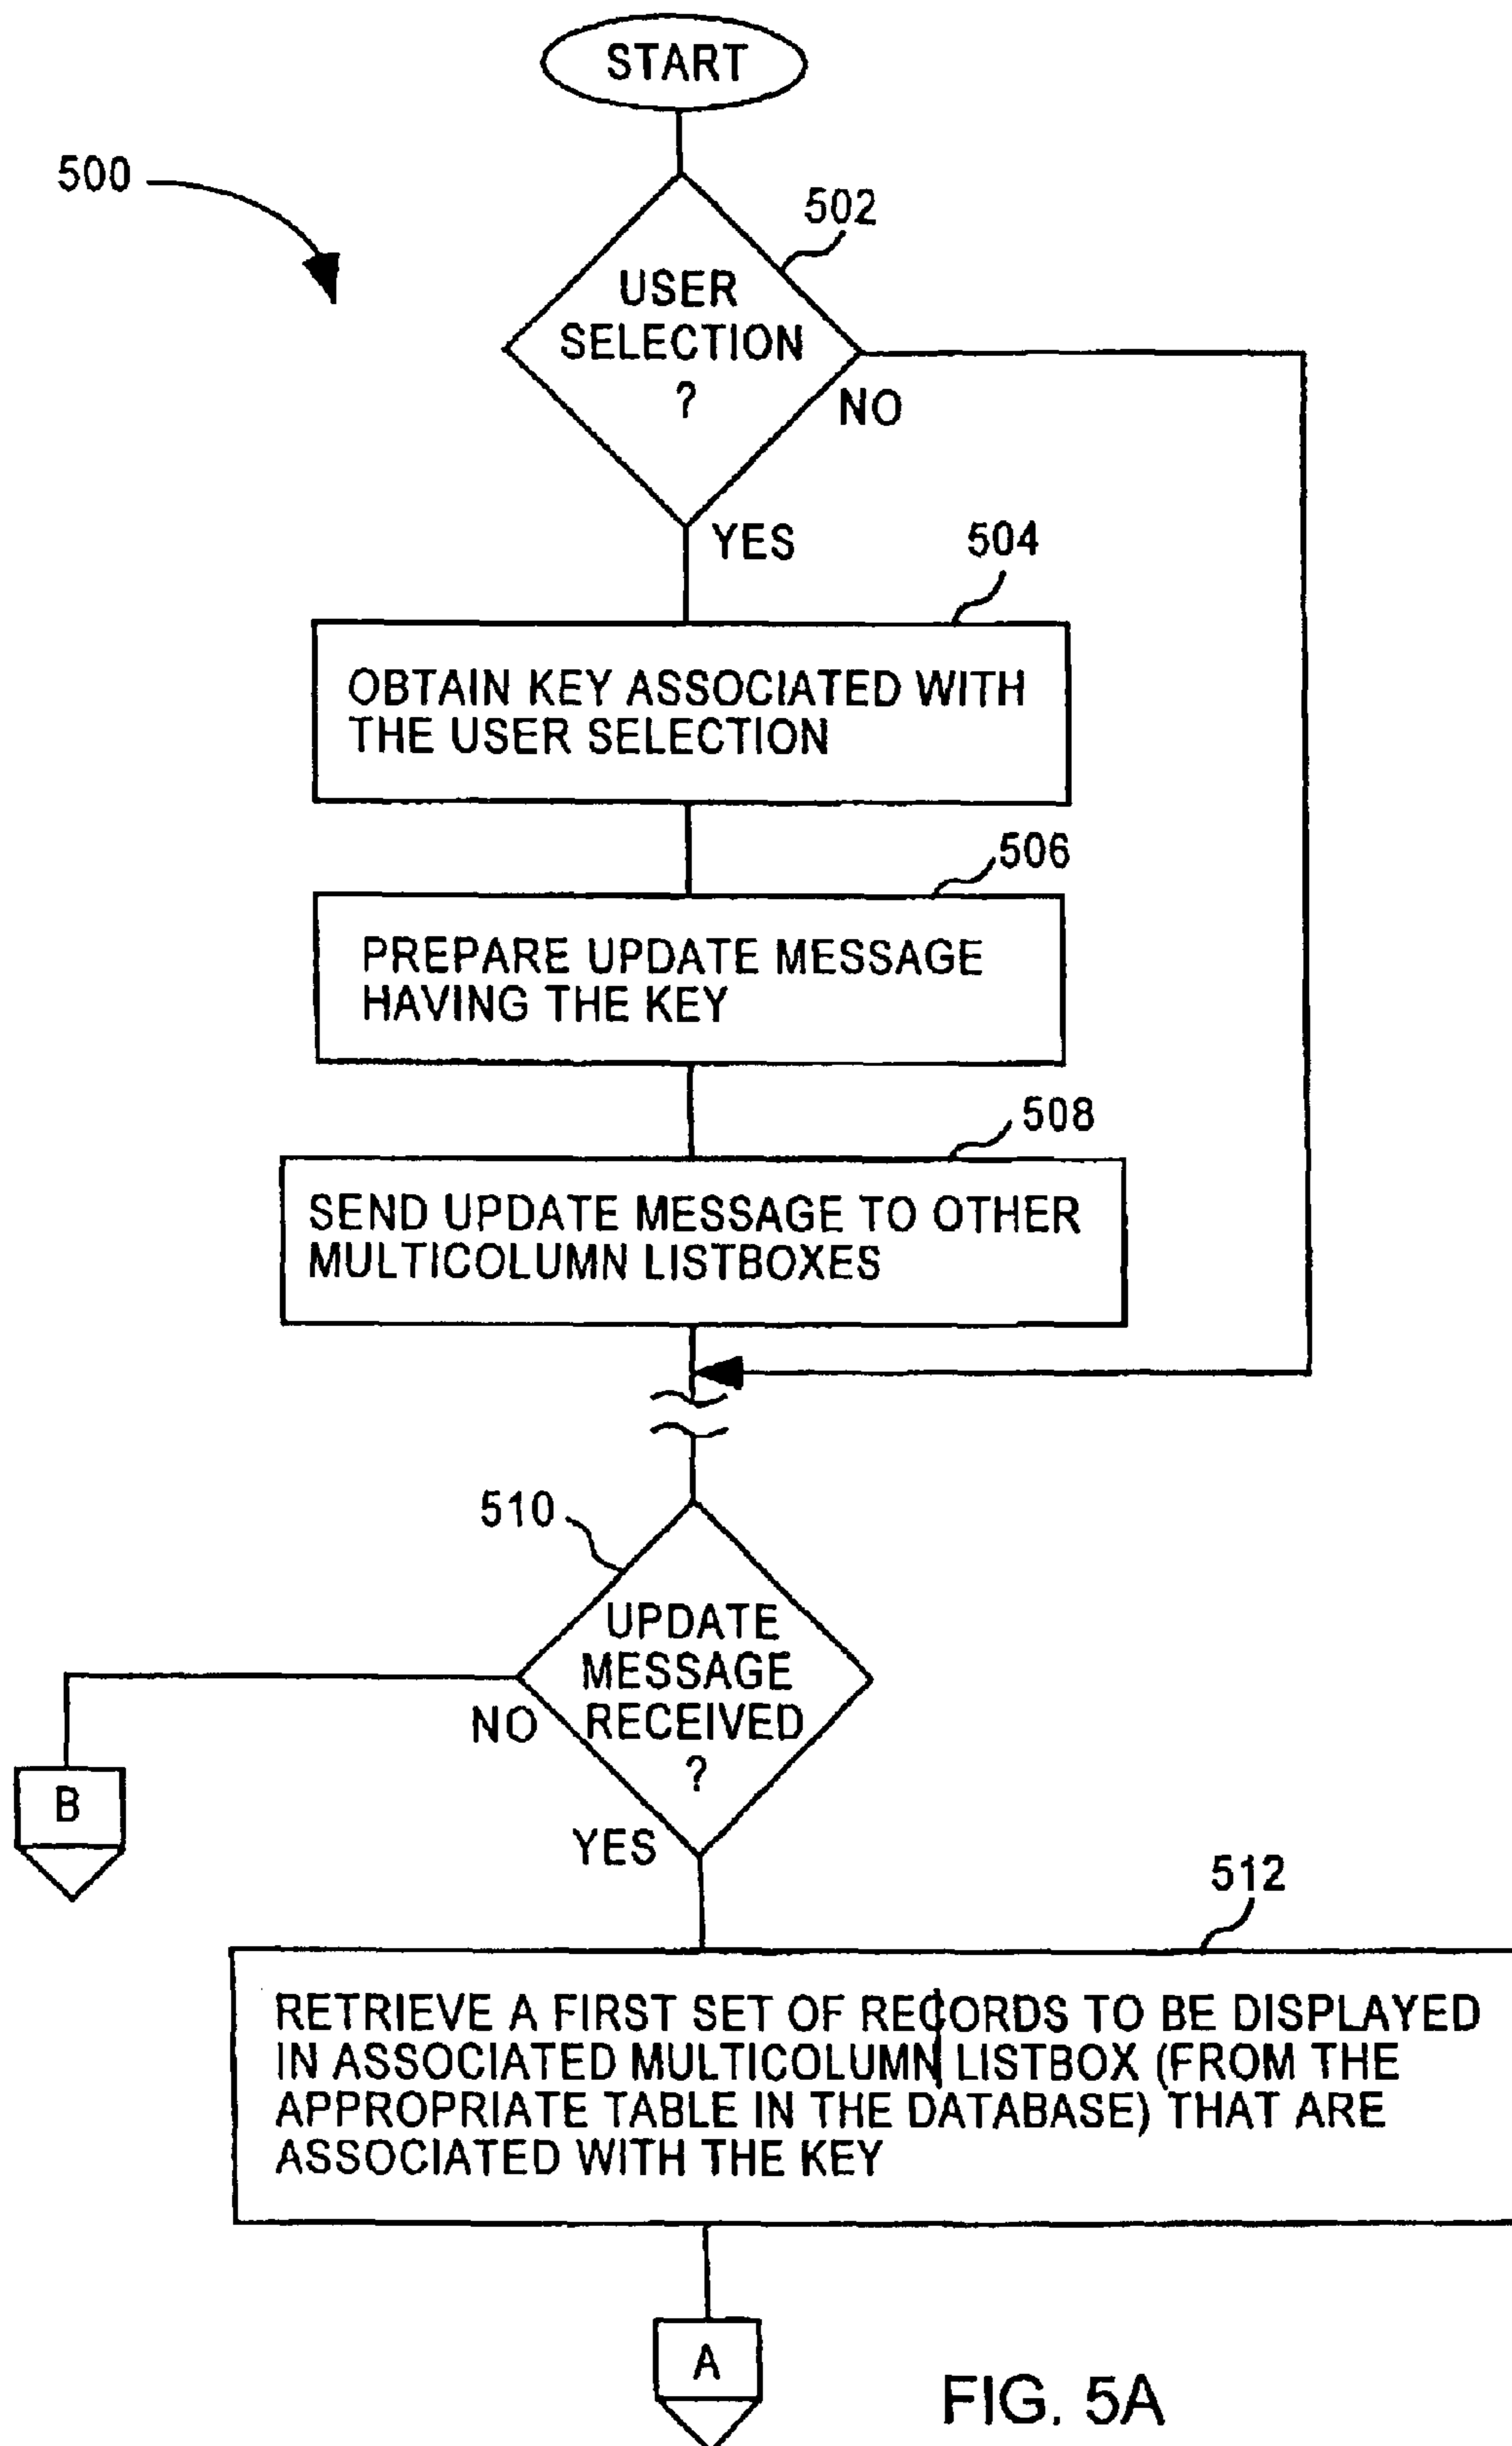 START
500
502
USER
SELECTION
?
NO
YES
504
OBTAIN KEY ASSOCIATED WITH
THE USER SELECTION
506
PREPARE UPDATE MESSAGE
HAVING THE KEY
508
SEND UPDATE MESSAGE TO OTHER
MULTICOLUMN LISTBOXES
510
UPDATE
MESSAGE
RECEIVED
?
NO
B
YES
512
RETRIEVE A FIRST SET OF RECORDS TO BE DISPLAYED
IN ASSOCIATED MULTICOLUMN LISTBOX (FROM THE
APPROPRIATE TABLE IN THE DATABASE) THAT ARE
ASSOCIATED WITH THE KEY
A
FIG. 5A